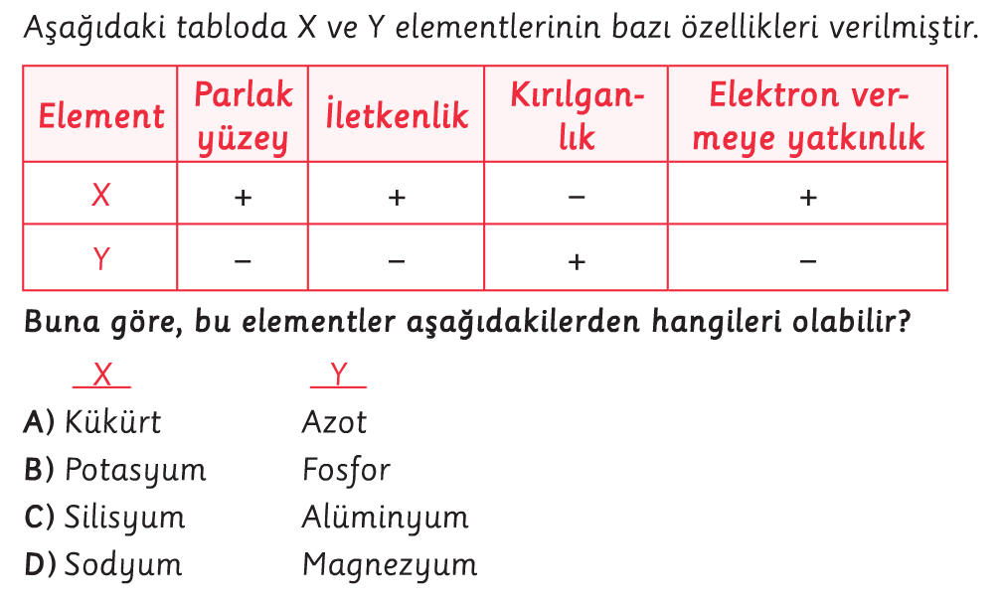 Aşağıdaki tabloda X ve Y elementlerinin bazı özellikleri verilmiştir.
Element Parlak yüzey İletkenlik Kırılgan-lık Elektron ver-meye yatkınlık
X + + – +
Y – – + –
Buna göre, bu elementler aşağıdakilerden hangileri olabilir?
X Y
A) Kükürt Azot
B) Potasyum Fosfor
C) Silisyum Alüminyum
D) Sodyum Magnezyum